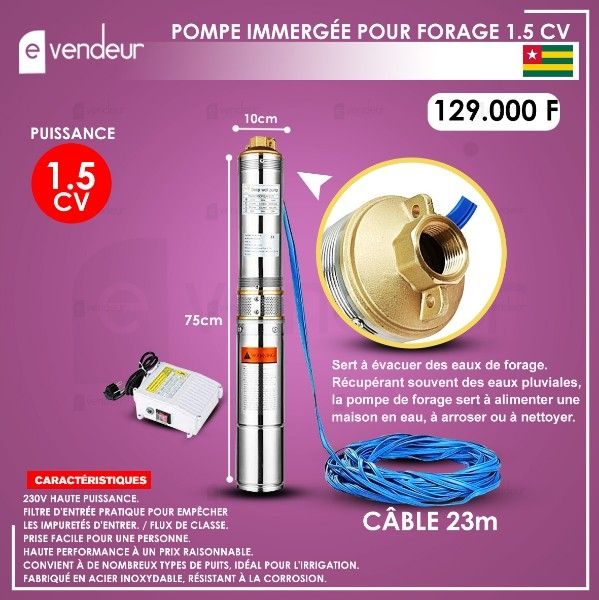 e vendeur
POMPE IMMERGÉE POUR FORAGE 1.5 CV
129.000 F
PUISSANCE
1.5
CV
10cm
75cm
Sert à évacuer des eaux de forage.
Récupérant souvent des eaux pluviales,
la pompe de forage sert à alimenter une
maison en eau, à arroser ou à nettoyer.
CÂBLE 23m
CARACTÉRISTIQUES
230V HAUTE PUISSANCE.
FILTRE D'ENTRÉE PRATIQUE POUR EMPÊCHER
LES IMPURETÉS D'ENTRER. / FLUX DE CLASSE.
PRISE FACILE POUR UNE PERSONNE.
HAUTE PERFORMANCE À UN PRIX RAISONNABLE.
CONVIENT À DE NOMBREUX TYPES DE PUITS, IDÉAL POUR L'IRRIGATION.
FABRIQUÉ EN ACIER INOXYDABLE, RÉSISTANT À LA CORROSION.